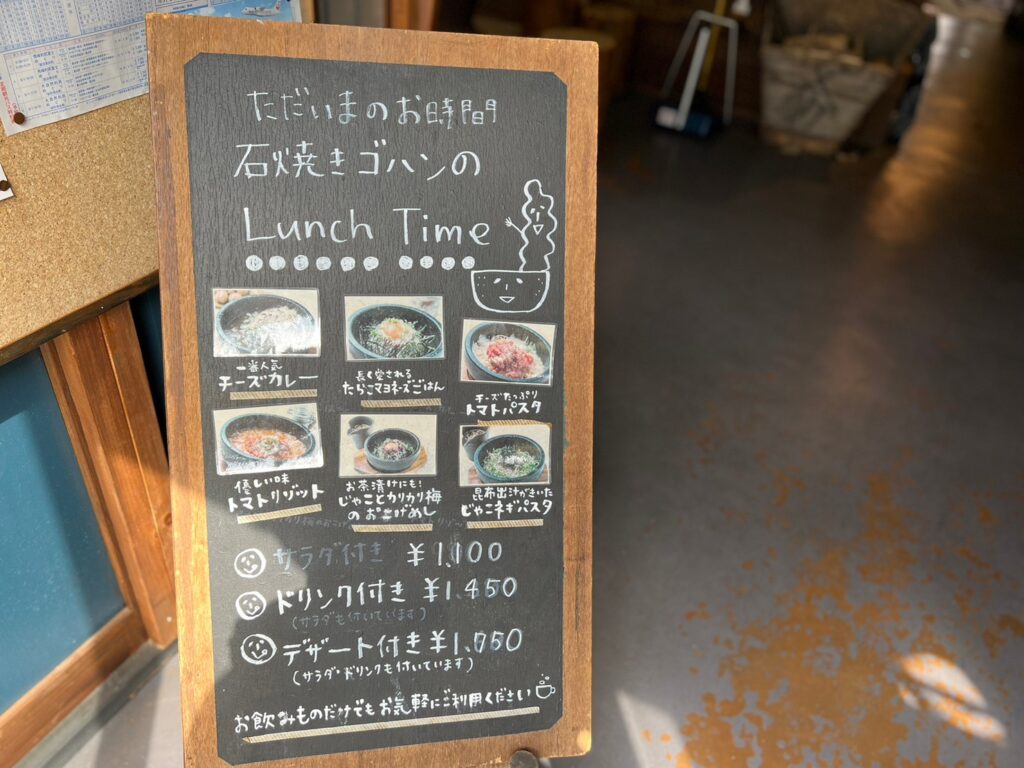 ただいまのお時間
石焼きゴハンの
Lunch Time
一番人気
チーズカレー
長く愛される
たらこマヨネーズごはん
チーズたっぷり
トマトパスタ
優しい味
トマトリゾット
お茶漬けにも!
じゃことカリカリ梅
のお出汁めし
昆布出汁がきいた
じゃこネギパスタ
サラダ付き ¥1,100
ドリンク付き ¥1,450
(サラダも付いています)
デザート付き ¥1,750
(サラダ・ドリンクも付いています)
お飲みものだけでもお気軽にご利用ください